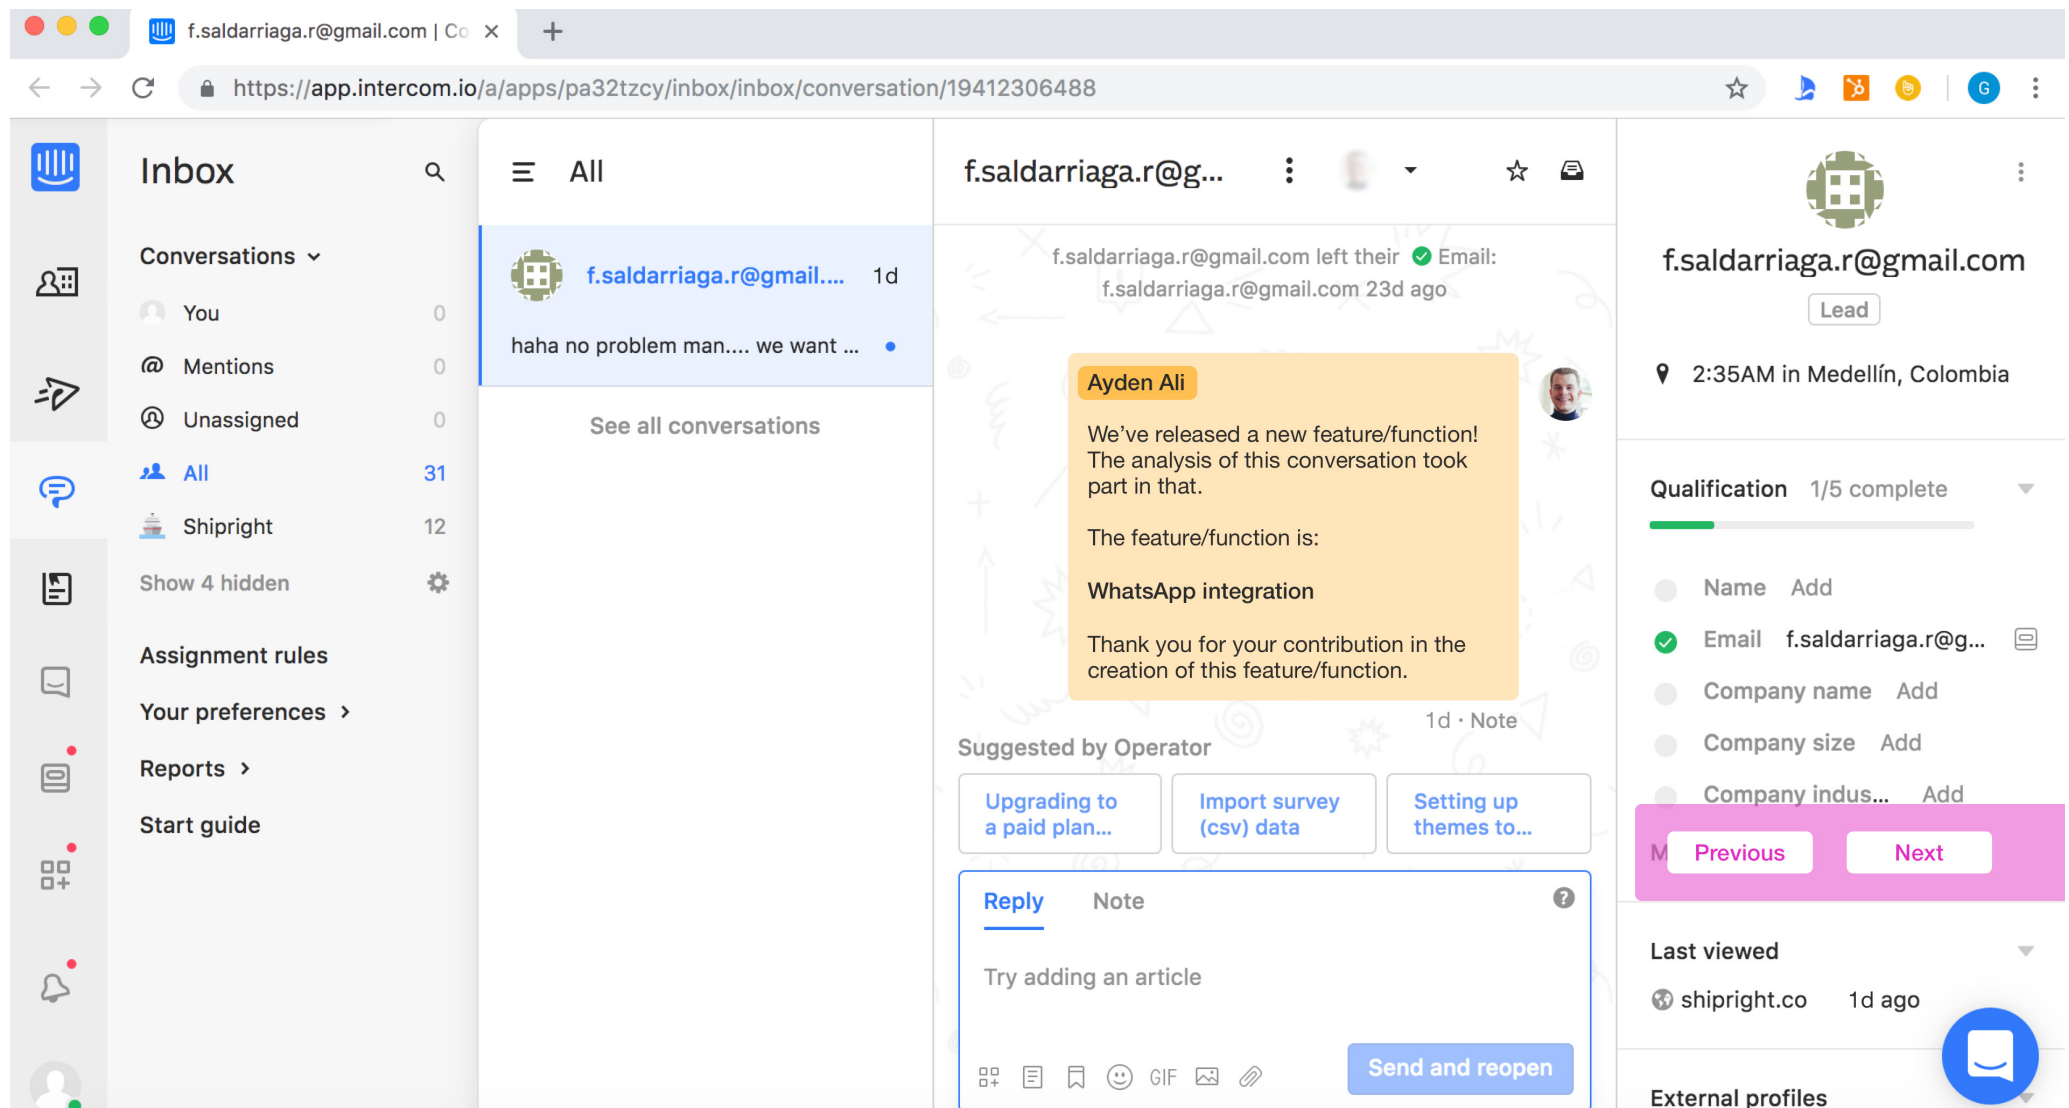 f.saldarriaga.r@gmail.com | Co
https://app.intercom.io/a/apps/pa32tzcy/inbox/inbox/conversation/19412306488
G
Inbox
Conversations
You 0
Mentions 0
Unassigned 0
All 31
Shipright 12
Show 4 hidden
Assignment rules
Your preferences
Reports
Start guide
All
f.saldarriaga.r@gmail.... 1d
haha no problem man.... we want ...
See all conversations
f.saldarriaga.r@g...
f.saldarriaga.r@gmail.com left their Email:
f.saldarriaga.r@gmail.com 23d ago
Ayden Ali
We’ve released a new feature/function!
The analysis of this conversation took
part in that.
The feature/function is:
WhatsApp integration
Thank you for your contribution in the
creation of this feature/function.
1d · Note
Suggested by Operator
Upgrading to
a paid plan...
Import survey
(csv) data
Setting up
themes to...
Reply Note
Try adding an article
GIF
Send and reopen
f.saldarriaga.r@gmail.com
Lead
2:35AM in Medellín, Colombia
Qualification 1/5 complete
Name Add
Email f.saldarriaga.r@g...
Company name Add
Company size Add
Company indus... Add
M
Previous Next
Last viewed
shipright.co 1d ago
External profiles